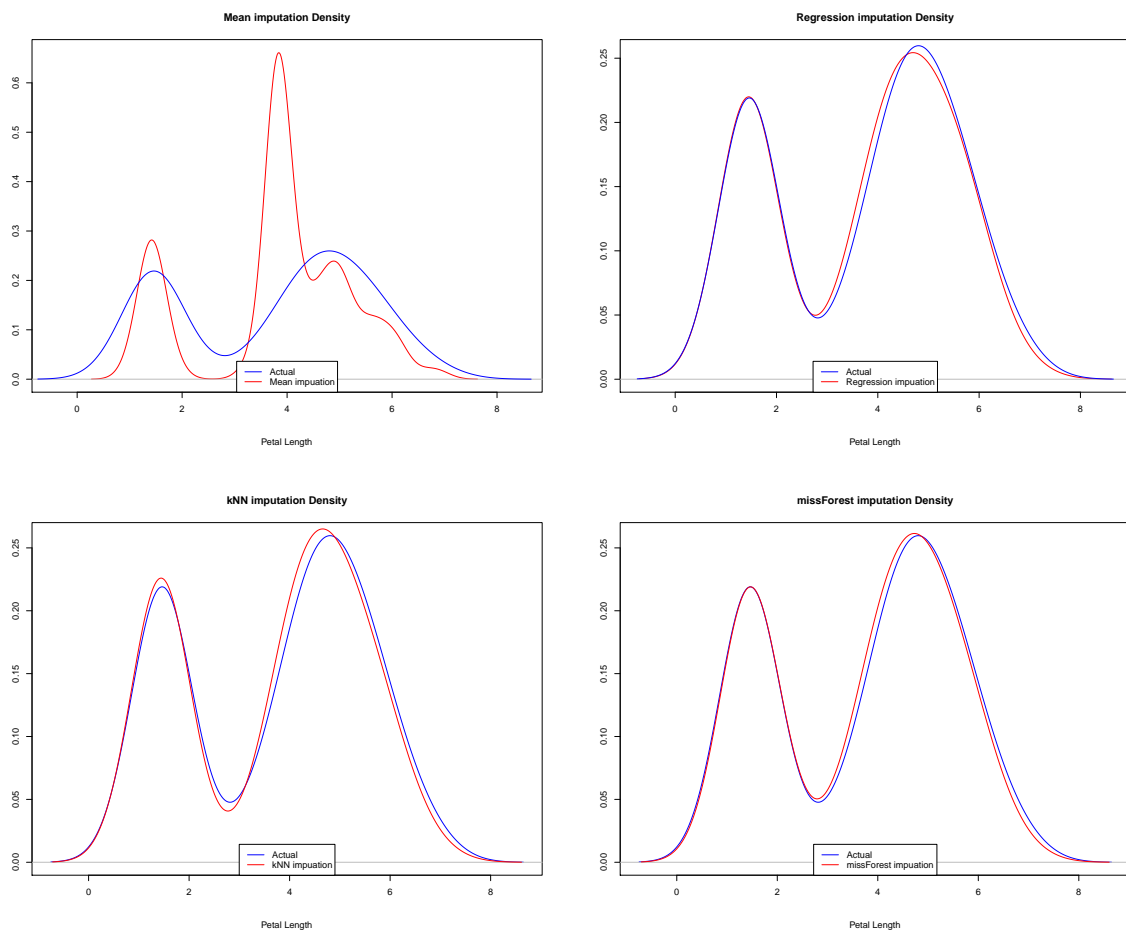 Mean imputation Density
0.0 0.1 0.2 0.3 0.4 0.5 0.6
0 2 4 6 8
Actual
Mean impuation
Petal Length
Regression imputation Density
0.00 0.05 0.10 0.15 0.20 0.25
0 2 4 6 8
Actual
Regression impuation
Petal Length
kNN imputation Density
0.00 0.05 0.10 0.15 0.20 0.25
0 2 4 6 8
Actual
kNN impuation
Petal Length
missForest imputation Density
0.00 0.05 0.10 0.15 0.20 0.25
0 2 4 6 8
Actual
missForest impuation
Petal Length